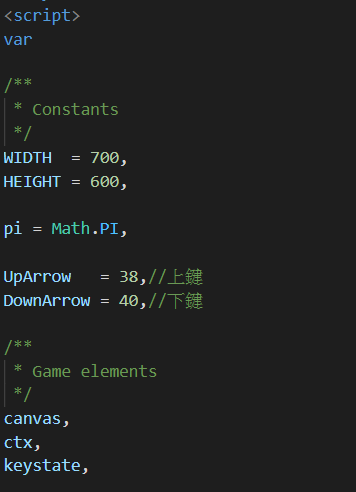 <script>
var
/**
 * Constants
 */
WIDTH  = 700,
HEIGHT = 600,
pi = Math.PI,
UpArrow   = 38,//上鍵
DownArrow = 40,//下鍵
/**
 * Game elements
 */
canvas,
ctx,
keystate,